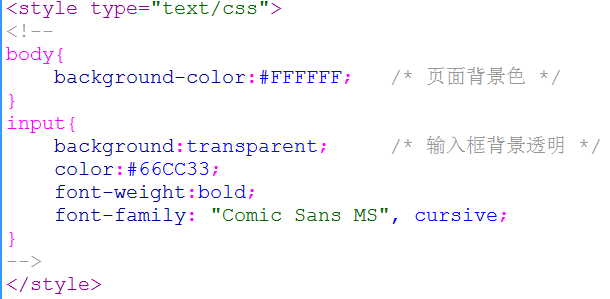 <style type="text/css">
<!--
body{
    background-color:#FFFFFF;   /* 页面背景色 */
}
input{
    background:transparent;     /* 输入框背景透明 */
    color:#66CC33;
    font-weight:bold;
    font-family: "Comic Sans MS", cursive;
}
-->
</style>